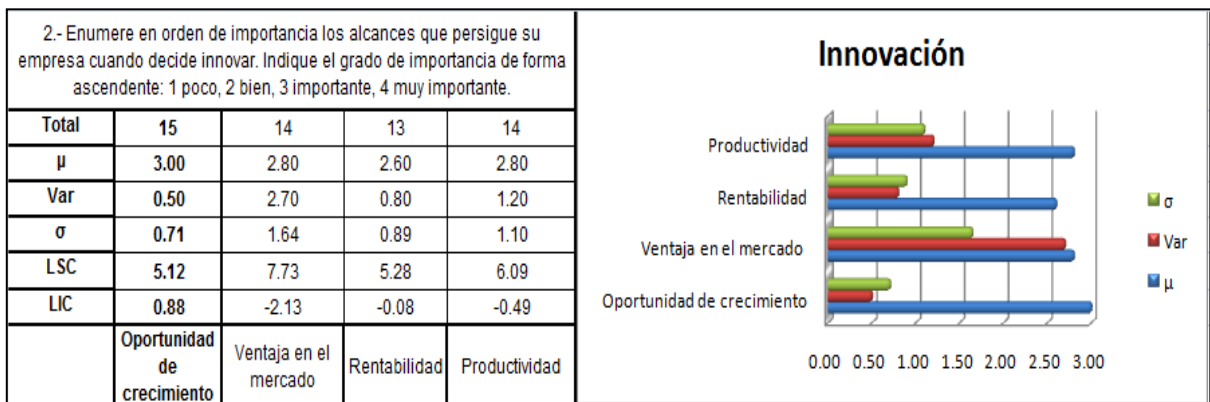 2.- Enumere en orden de importancia los alcances que persigue su
empresa cuando decide innovar. Indique el grado de importancia de forma
ascendente: 1 poco, 2 bien, 3 importante, 4 muy importante.
Total 15 14 13 14
μ 3.00 2.80 2.60 2.80
Var 0.50 2.70 0.80 1.20
σ 0.71 1.64 0.89 1.10
LSC 5.12 7.73 5.28 6.09
LIC 0.88 -2.13 -0.08 -0.49
Oportunidad
de
crecimiento
Ventaja en el
mercado
Rentabilidad
Productividad
Innovación
Productividad
Rentabilidad
Ventaja en el mercado
Oportunidad de crecimiento
0.00 0.50 1.00 1.50 2.00 2.50 3.00
σ
Var
μ